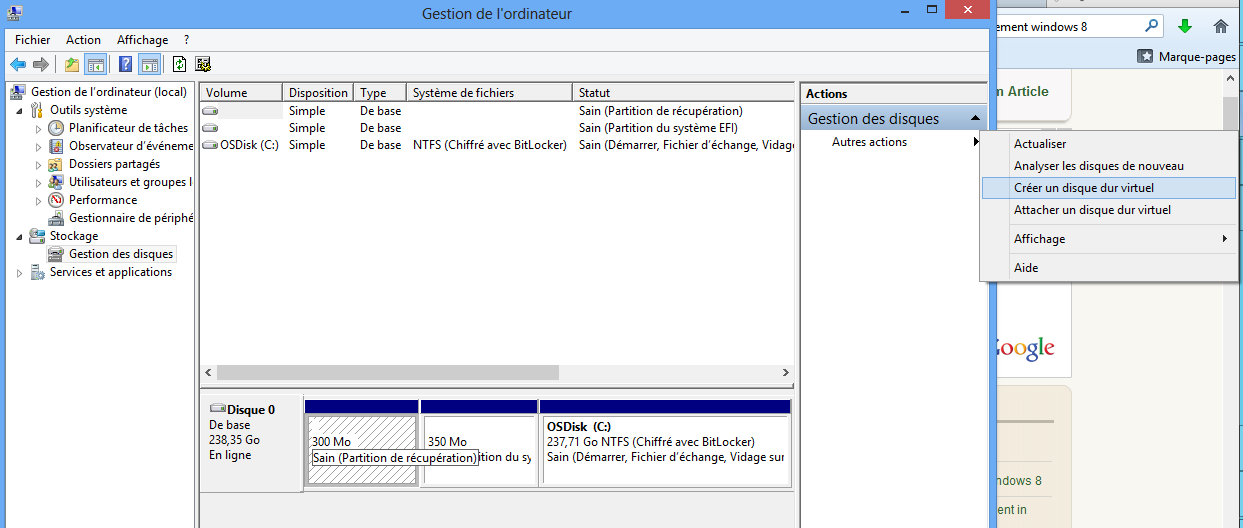 Gestion de l'ordinateur
Fichier Action Affichage ?
ement windows 8
Marque-pages
Gestion de l'ordinateur (local)
Outils système
Planificateur de tâches
Observateur d'événeme
Dossiers partagés
Utilisateurs et groupes l
Performance
Gestionnaire de périphé
Stockage
Gestion des disques
Services et applications
Volume Disposition Type Système de fichiers Statut
Simple De base Sain (Partition de récupération)
Simple De base Sain (Partition du système EFI)
OSDisk (C:) Simple De base NTFS (Chiffré avec BitLocker) Sain (Démarrer, Fichier d'échange, Vidage
Actions
Gestion des disques
Autres actions
n Article
Actualiser
Analyser les disques de nouveau
Créer un disque dur virtuel
Attacher un disque dur virtuel
Affichage
Aide
Google
Disque 0
De base
238,35 Go
En ligne
300 Mo
Sain (Partition de récupération)
350 Mo
tition du sy
OSDisk (C:)
237,71 Go NTFS (Chiffré avec BitLocker)
Sain (Démarrer, Fichier d'échange, Vidage sur
ndows 8
ent in